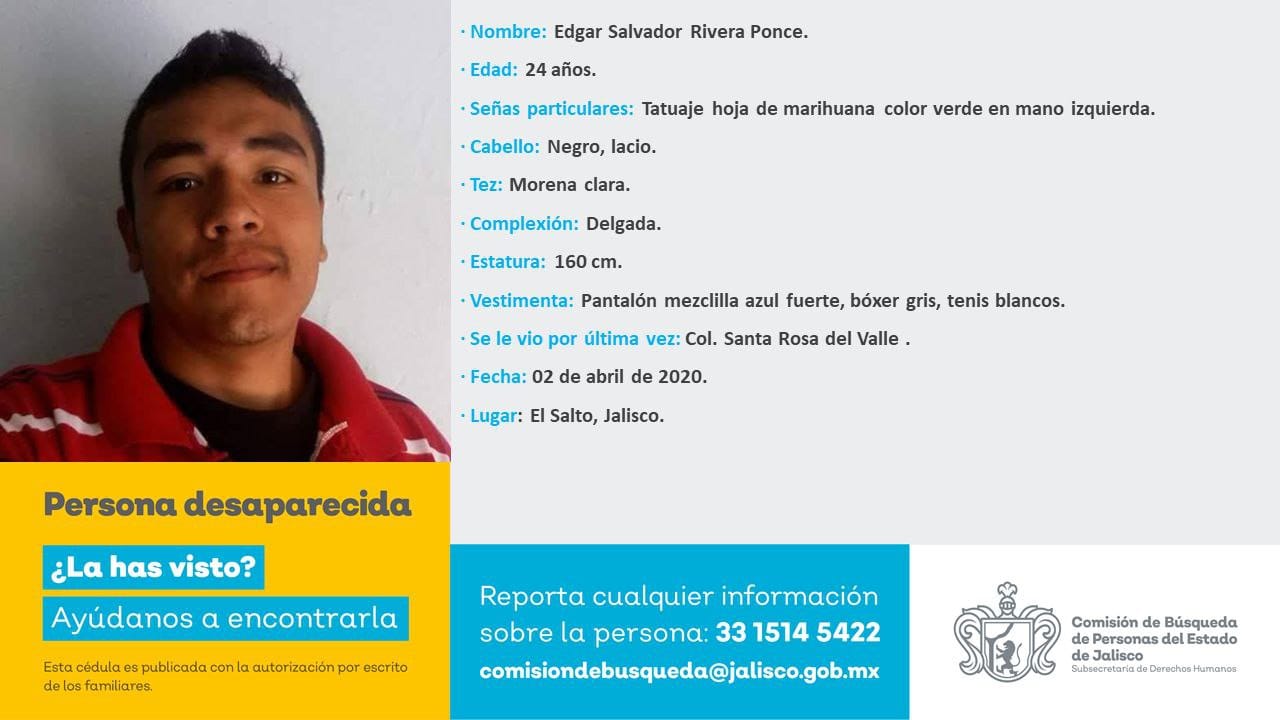 · Nombre: Edgar Salvador Rivera Ponce.
· Edad: 24 años.
· Señas particulares: Tatuaje hoja de marihuana color verde en mano izquierda.
· Cabello: Negro, lacio.
· Tez: Morena clara.
· Complexión: Delgada.
· Estatura: 160 cm.
· Vestimenta: Pantalón mezclilla azul fuerte, bóxer gris, tenis blancos.
· Se le vio por última vez: Col. Santa Rosa del Valle .
· Fecha: 02 de abril de 2020.
· Lugar: El Salto, Jalisco.
Persona desaparecida
¿La has visto?
Ayúdanos a encontrarla
Esta cédula es publicada con la autorización por escrito
de los familiares.
Reporta cualquier información
sobre la persona: 33 1514 5422
comisiondebusqueda@jalisco.gob.mx
Comisión de Búsqueda
de Personas del Estado
de Jalisco
Subsecretaría de Derechos Humanos